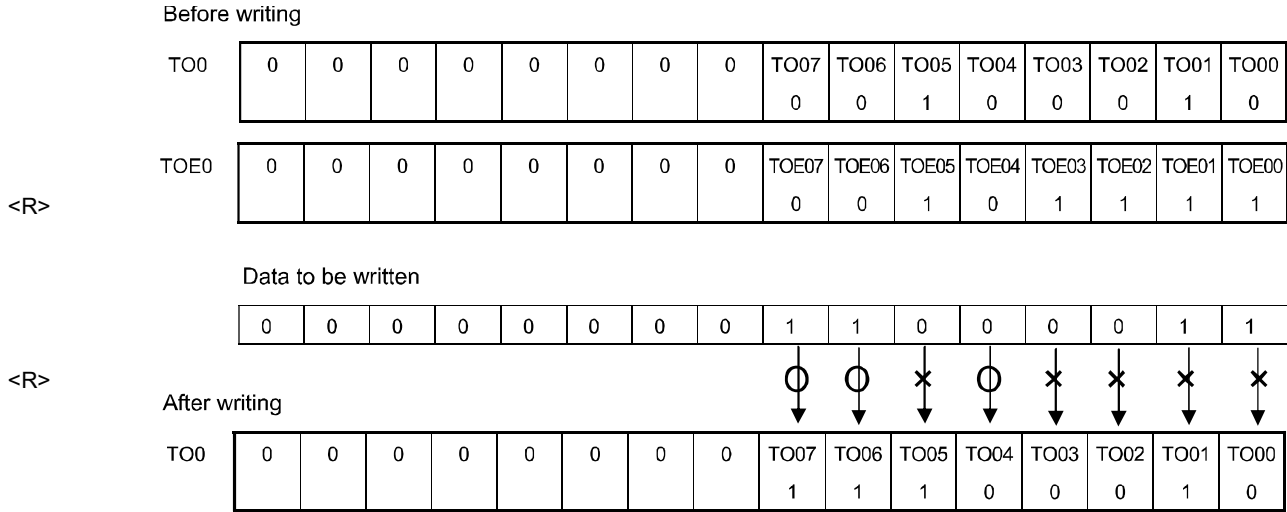 Before writing
TO0 0 0 0 0 0 0 0 0 TO07 TO06 TO05 TO04 TO03 TO02 TO01 TO00
0 0 1 0 0 0 1 0
TOE0 0 0 0 0 0 0 0 0 TOE07 TOE06 TOE05 TOE04 TOE03 TOE02 TOE01 TOE00
<R> 0 0 1 0 1 1 1 1
Data to be written
0 0 0 0 0 0 0 0 1 1 0 0 0 0 1 1
<R> O O × O × × × ×
After writing
TO0 0 0 0 0 0 0 0 0 TO07 TO06 TO05 TO04 TO03 TO02 TO01 TO00
1 1 1 0 0 0 1 0